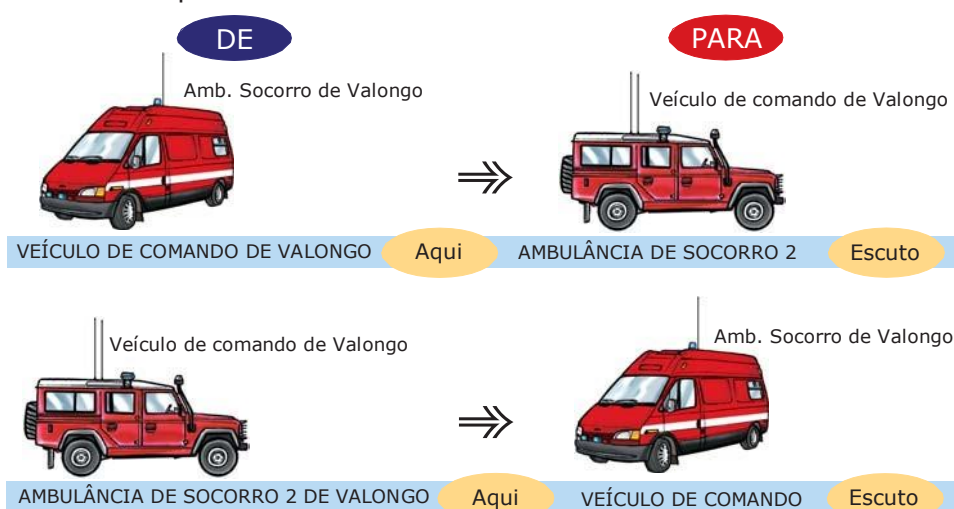 DE
PARA
Amb. Socorro de Valongo
Veículo de comando de Valongo
VEÍCULO DE COMANDO DE VALONGO Aqui AMBULÂNCIA DE SOCORRO 2 Escuto
Veículo de comando de Valongo
Amb. Socorro de Valongo
AMBULÂNCIA DE SOCORRO 2 DE VALONGO Aqui VEÍCULO DE COMANDO Escuto